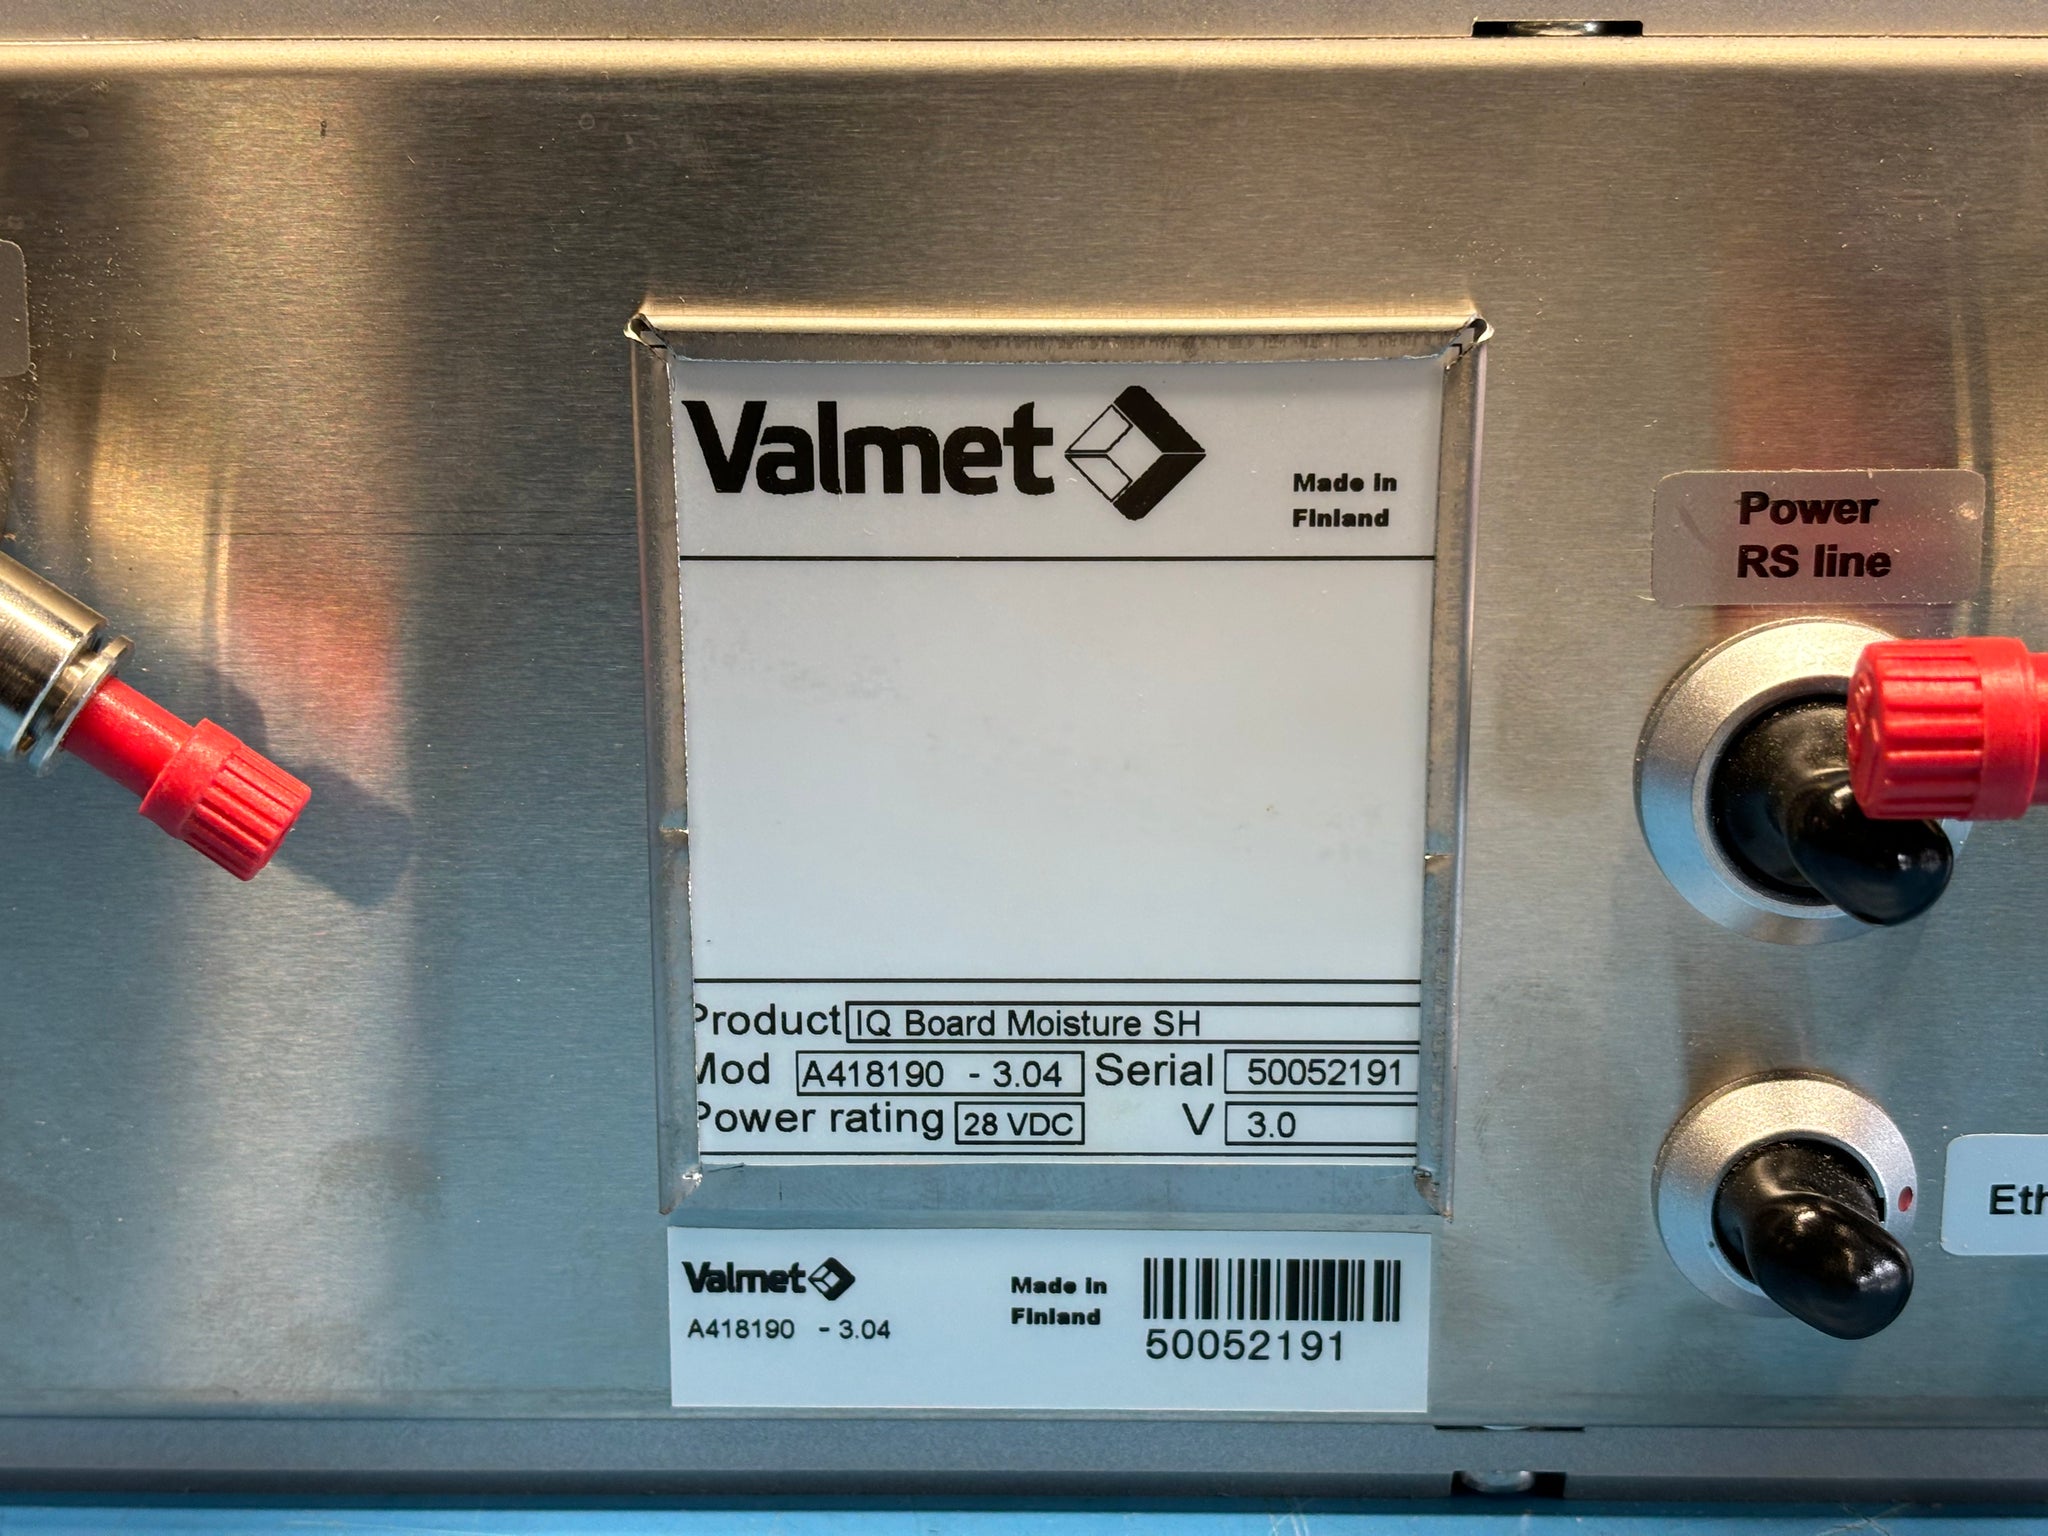 Valmet
Made in
Finland
Power
RS line
Product IQ Board Moisture SH
Mod A418190 - 3.04 Serial 50052191
Power rating 28 VDC V 3.0
Eth
Valmet
Made in
Finland
A418190 - 3.04
50052191